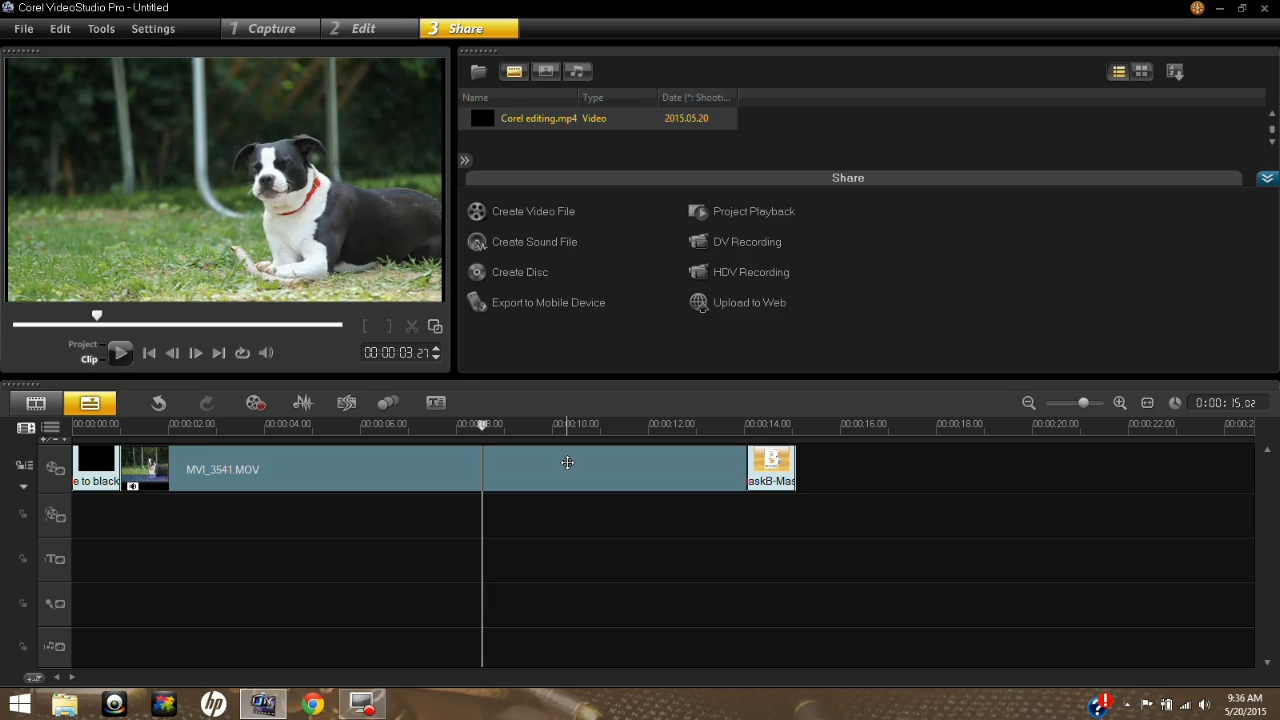 Corel VideoStudio Pro - Untitled
File Edit Tools Settings 1 Capture 2 Edit 3 Share
Name Type Date (*: Shooti...
Corel editing.mp4 Video 2015.05.20
Share
Create Video File Project Playback
Create Sound File DV Recording
Create Disc HDV Recording
Export to Mobile Device Upload to Web
Project
Clip
00:00:03.27
0:00:15.02
00:00:00.00 00:00:02.00 00:00:04.00 00:00:06.00 00:00:10.00 00:00:12.00 00:00:14.00 00:00:16.00 00:00:18.00 00:00:20.00 00:00:22.00 00:00:2
MVI_3541.MOV
e to black
B
askB-Mas
hp
9:36 AM
5/20/2015